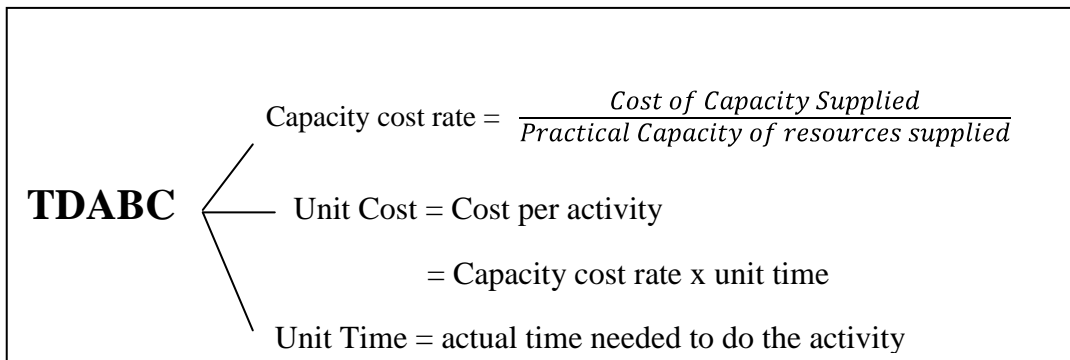 Capacity cost rate = Cost of Capacity Supplied
Practical Capacity of resources supplied
TDABC
Unit Cost = Cost per activity
= Capacity cost rate x unit time
Unit Time = actual time needed to do the activity